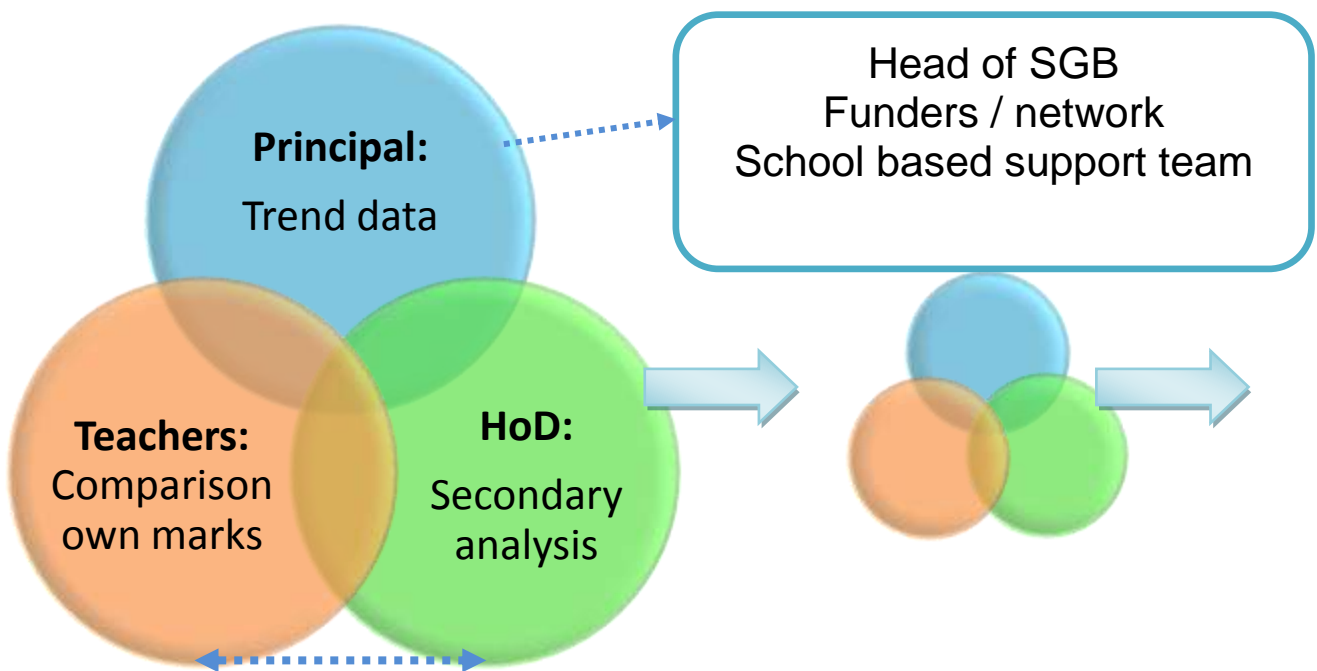 Head of SGB
Funders / network
School based support team
Principal:
Trend data
Teachers:
Comparison
own marks
HoD:
Secondary
analysis